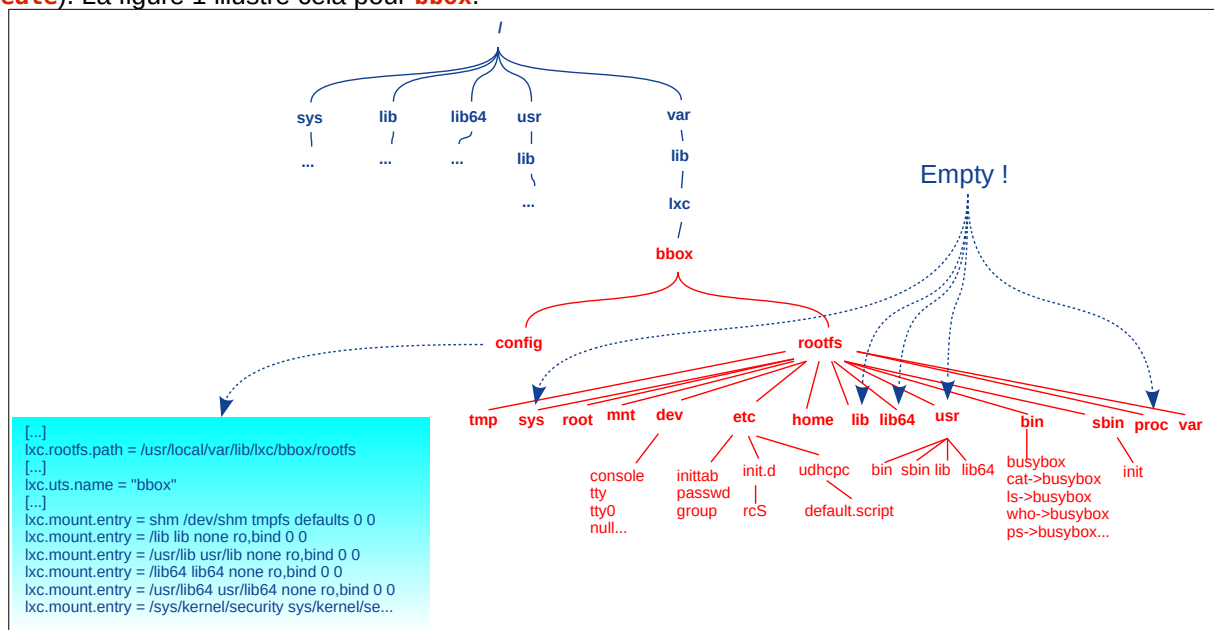 cute). La figure 1 illustre cela pour bbox.
/
sys lib lib64 usr var
... ... ... lib lib
Empty !
... lxc
bbox
config rootfs
tmp sys root mnt dev etc home lib lib64 usr bin sbin proc var
console
tty
tty0
null...
inittab
passwd
group
init.d
rcS
udhcpc
default.script
bin sbin lib lib64
busybox
cat->busybox
ls->busybox
who->busybox
ps->busybox...
init
[...]
lxc.rootfs.path = /usr/local/var/lib/lxc/bbox/rootfs
[...]
lxc.uts.name = "bbox"
[...]
lxc.mount.entry = shm /dev/shm tmpfs defaults 0 0
lxc.mount.entry = /lib lib none ro,bind 0 0
lxc.mount.entry = /usr/lib usr/lib none ro,bind 0 0
lxc.mount.entry = /lib64 lib64 none ro,bind 0 0
lxc.mount.entry = /usr/lib64 usr/lib64 none ro,bind 0 0
lxc.mount.entry = /sys/kernel/security sys/kernel/se...